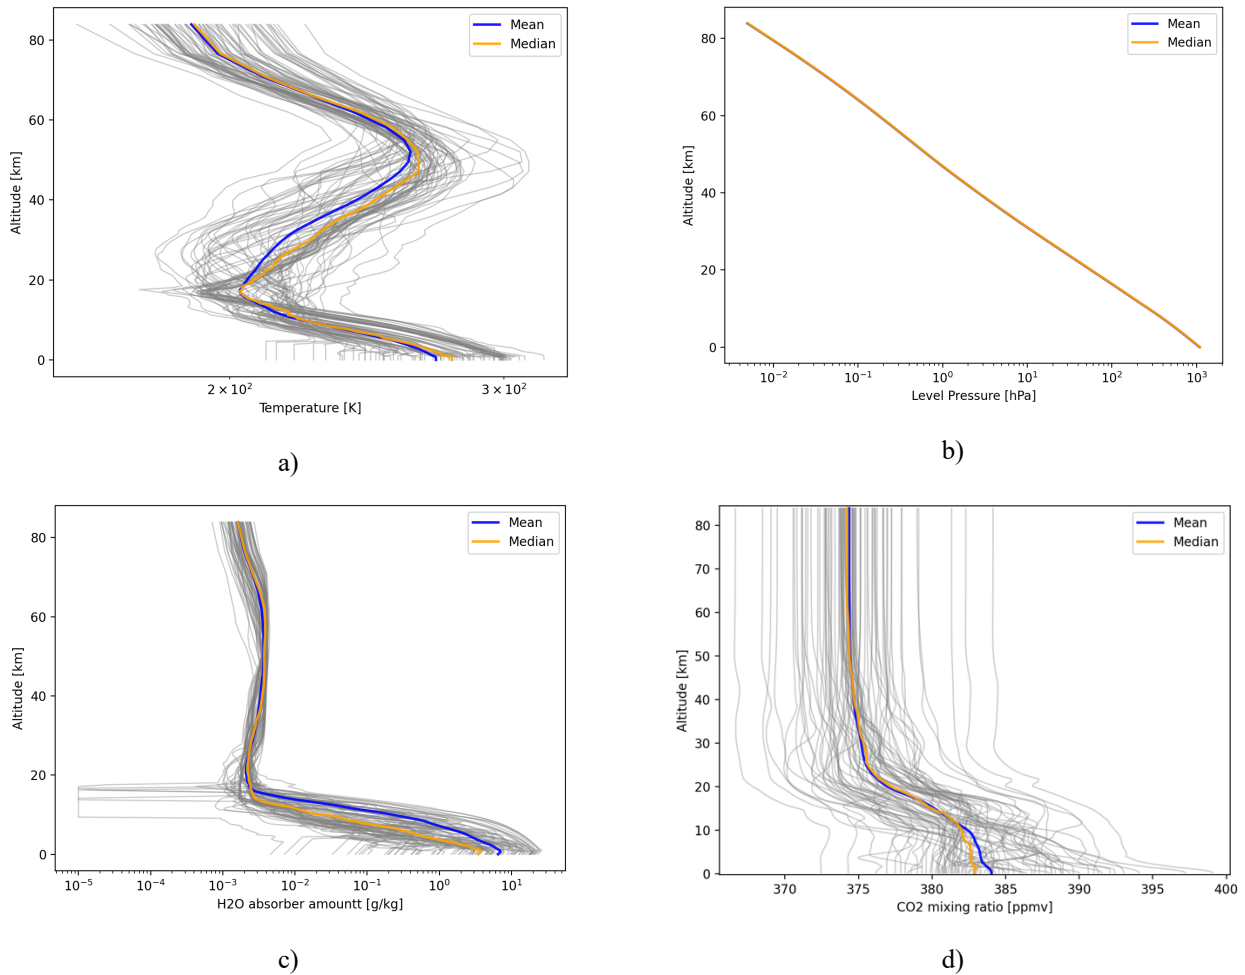 Mean
Median
80
60
40
20
0
Altitude [km]
2 × 10²
3 × 10²
Temperature [K]
a)
Mean
Median
80
60
40
20
0
Altitude [km]
10⁻²
10⁻¹
10⁰
10¹
10²
10³
Level Pressure [hPa]
b)
Mean
Median
80
60
40
20
0
Altitude [km]
10⁻⁵
10⁻⁴
10⁻³
10⁻²
10⁻¹
10⁰
10¹
H2O absorber amountt [g/kg]
c)
Mean
Median
80
70
60
50
40
30
20
10
0
Altitude [km]
370
375
380
385
390
395
400
CO2 mixing ratio [ppmv]
d)